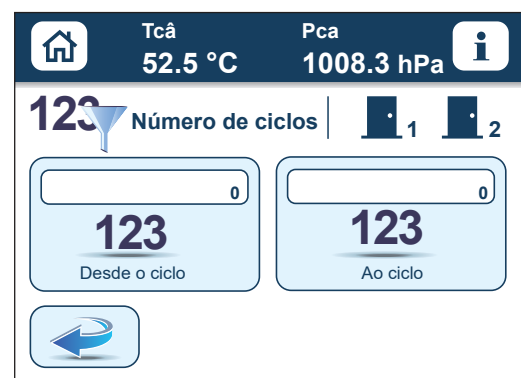 Tcâ Pca
52.5 °C 1008.3 hPa i
123 Número de ciclos 1 2
0 0
123 123
Desde o ciclo Ao ciclo